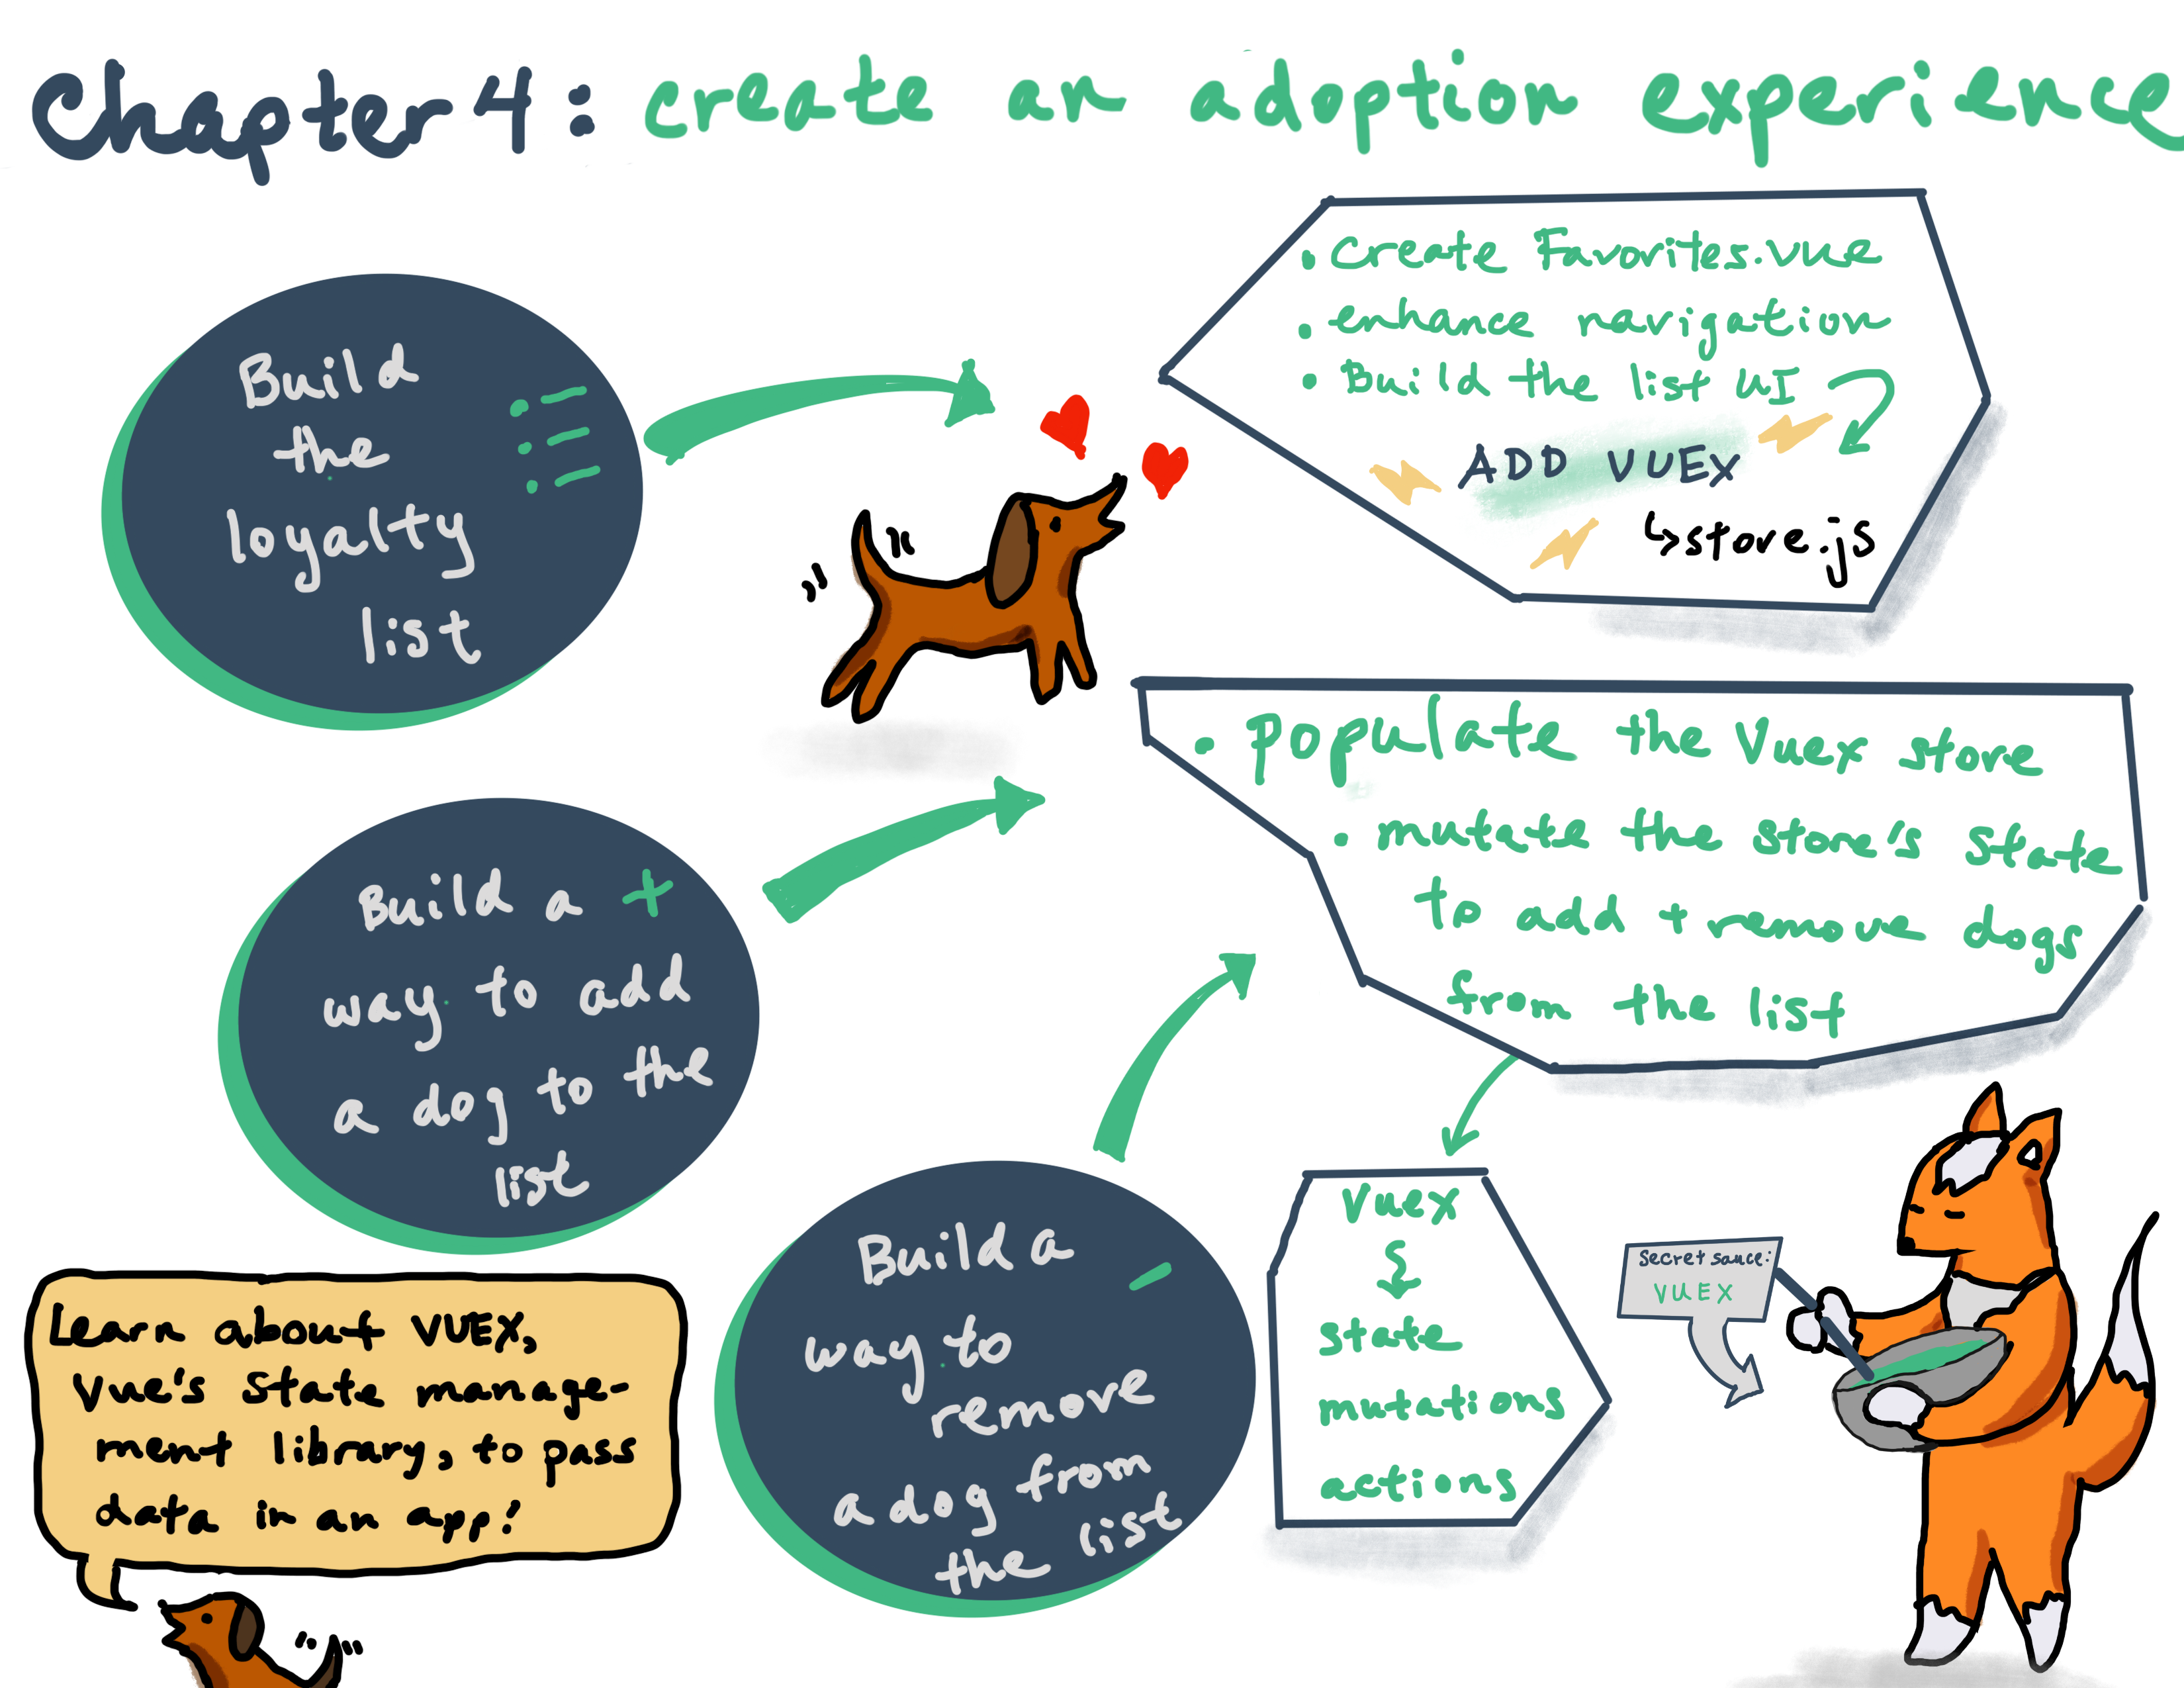 Chapter 4: create an adoption experience
Build
the
loyalty
list
• Create Favorites.vue
• enhance navigation
• Build the list UI
ADD VUEX
↳store.js
Build a +
way to add
a dog to the
list
• populate the Vuex store
• mutate the store's state
to add + remove dogs
from the list
Build a -
way to
remove
a dog from
the list
Vuex
state
mutations
actions
Secret sauce:
VUEX
Learn about VUEX,
Vue's state manage-
ment library, to pass
data in an app!